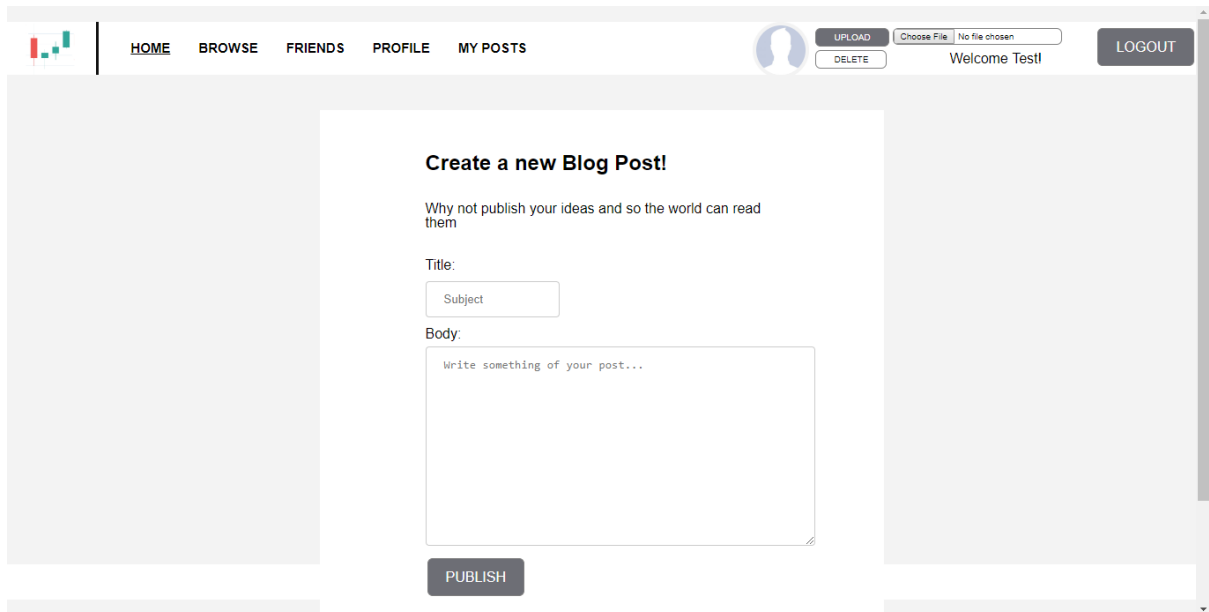 HOME BROWSE FRIENDS PROFILE MY POSTS
UPLOAD
Choose File No file chosen
DELETE
Welcome Test!
LOGOUT
Create a new Blog Post!
Why not publish your ideas and so the world can read
them
Title:
Subject
Body:
Write something of your post...
PUBLISH